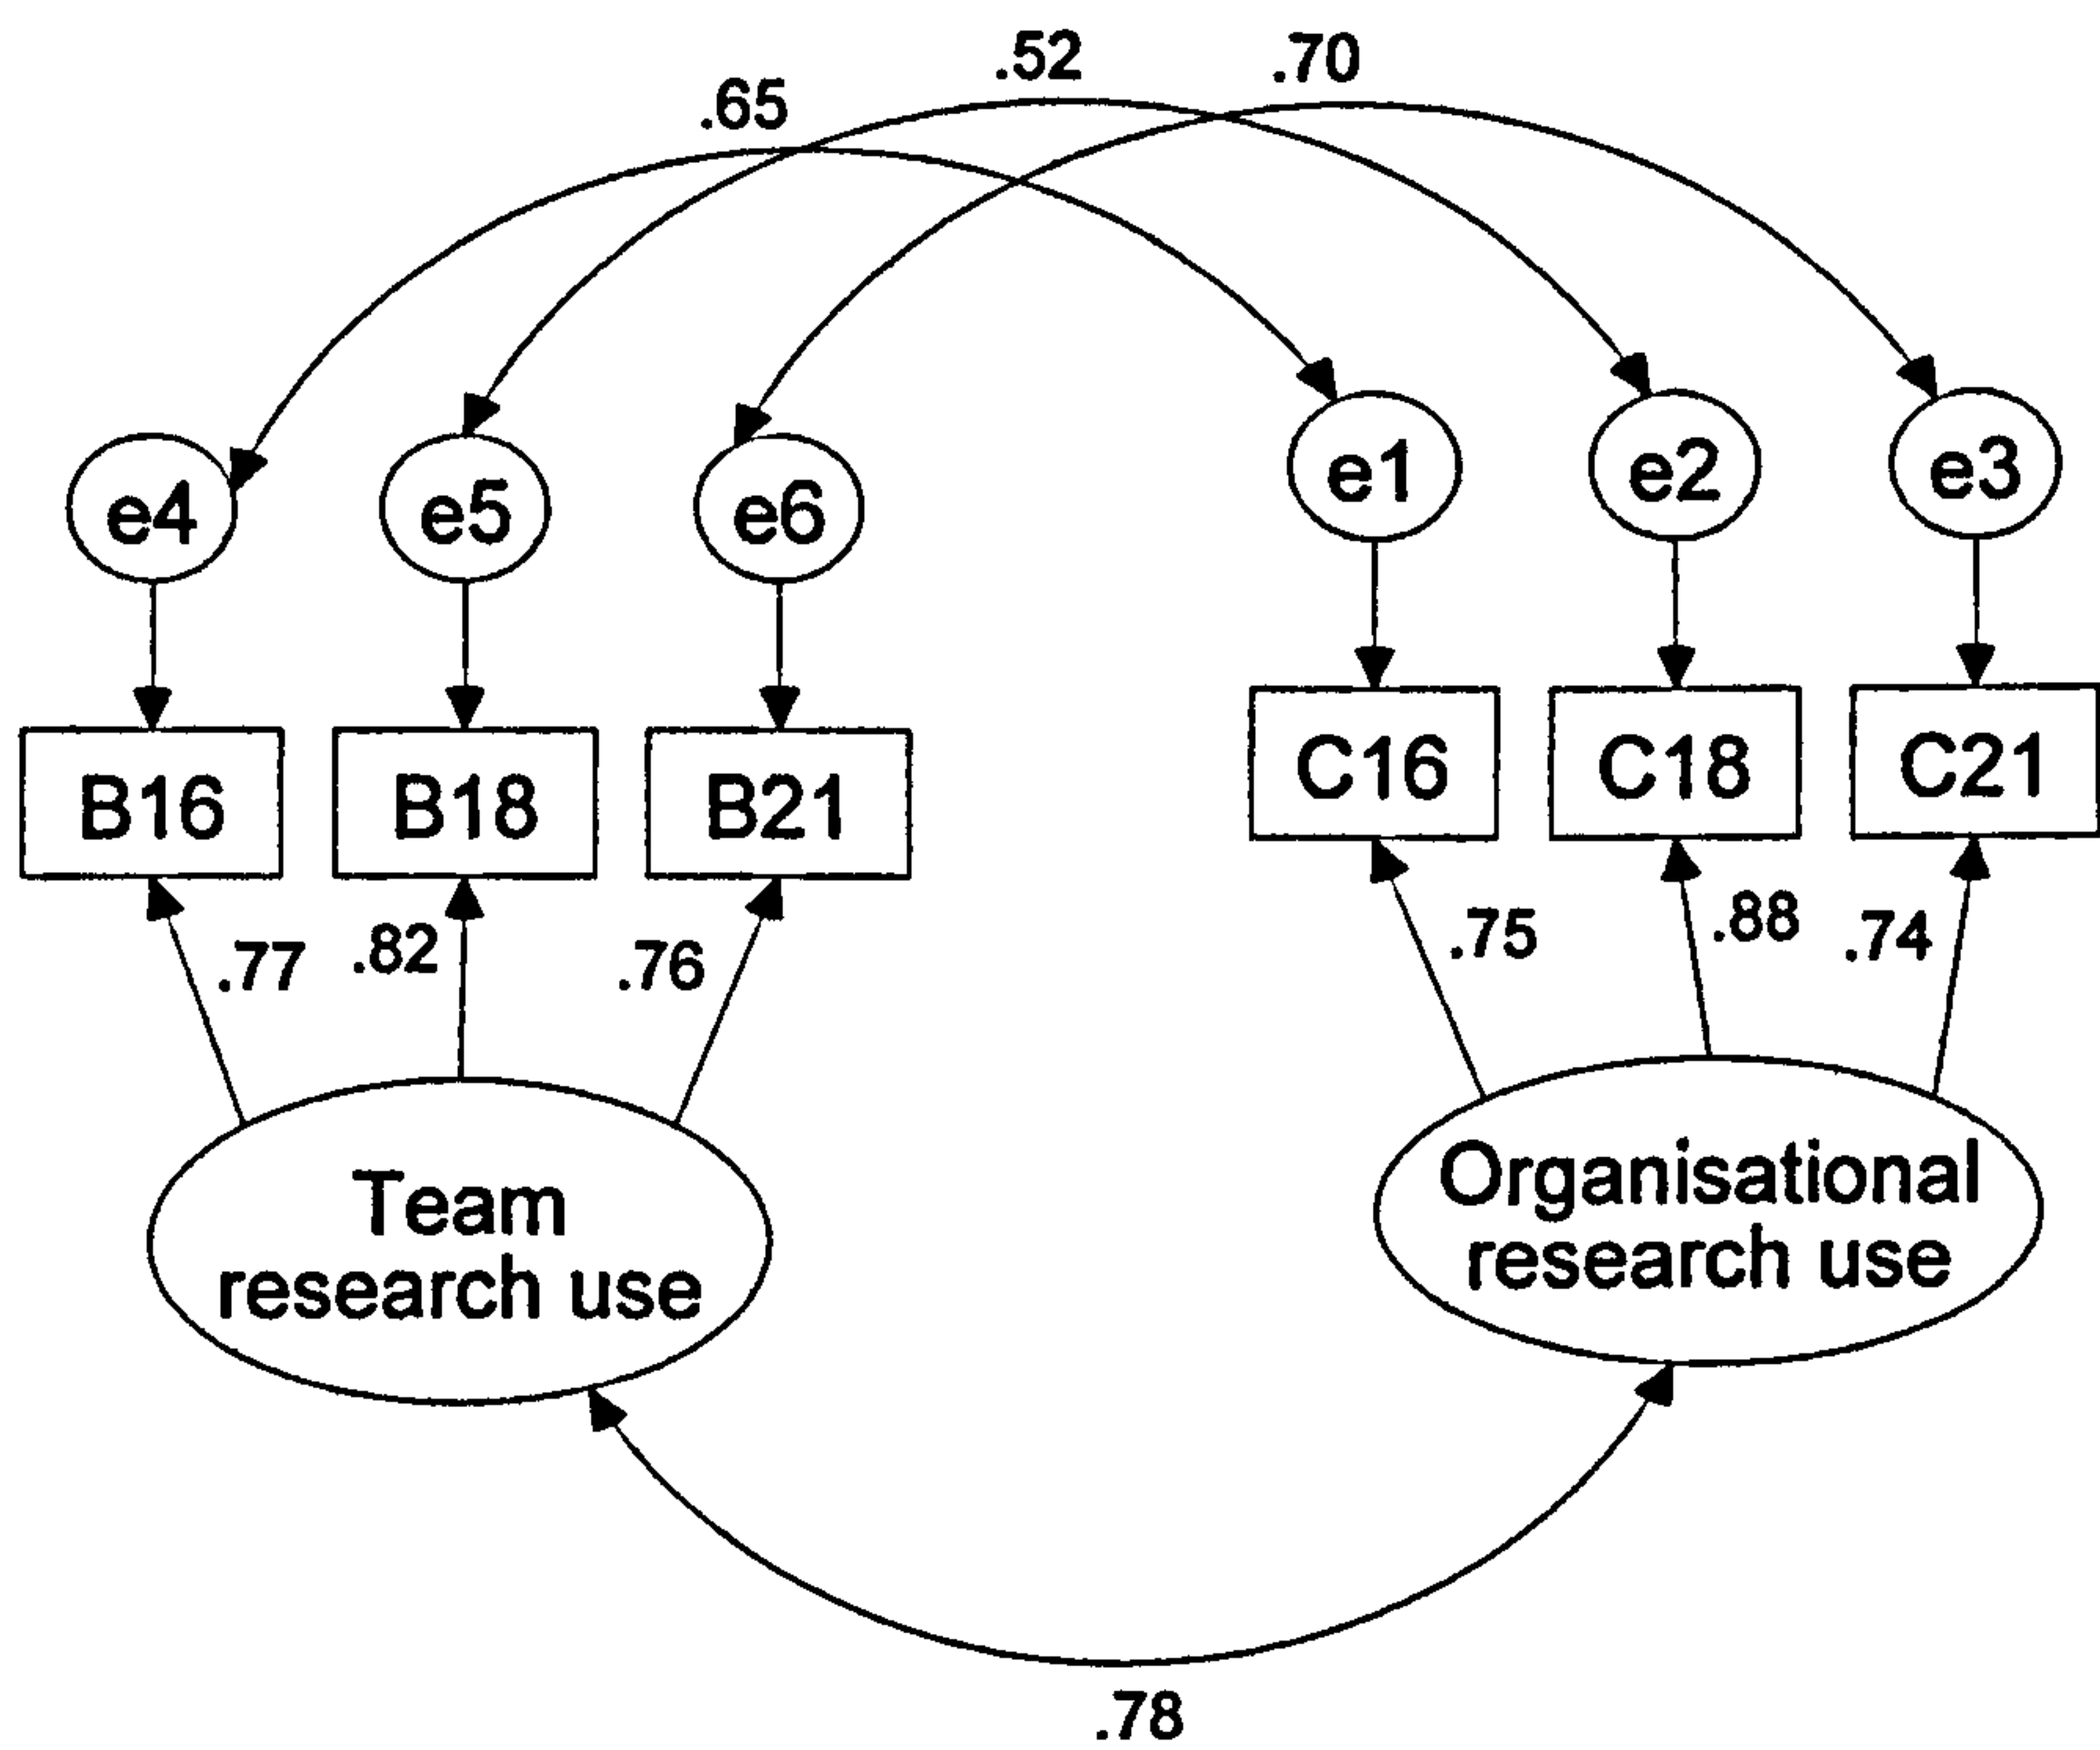 .52 .70
.65
e4 e5 e6 e1 e2 e3
B16 B18 B21 C16 C18 C21
.77 .82 .76 .75 .88 .74
Team
research use
Organisational
research use
.78